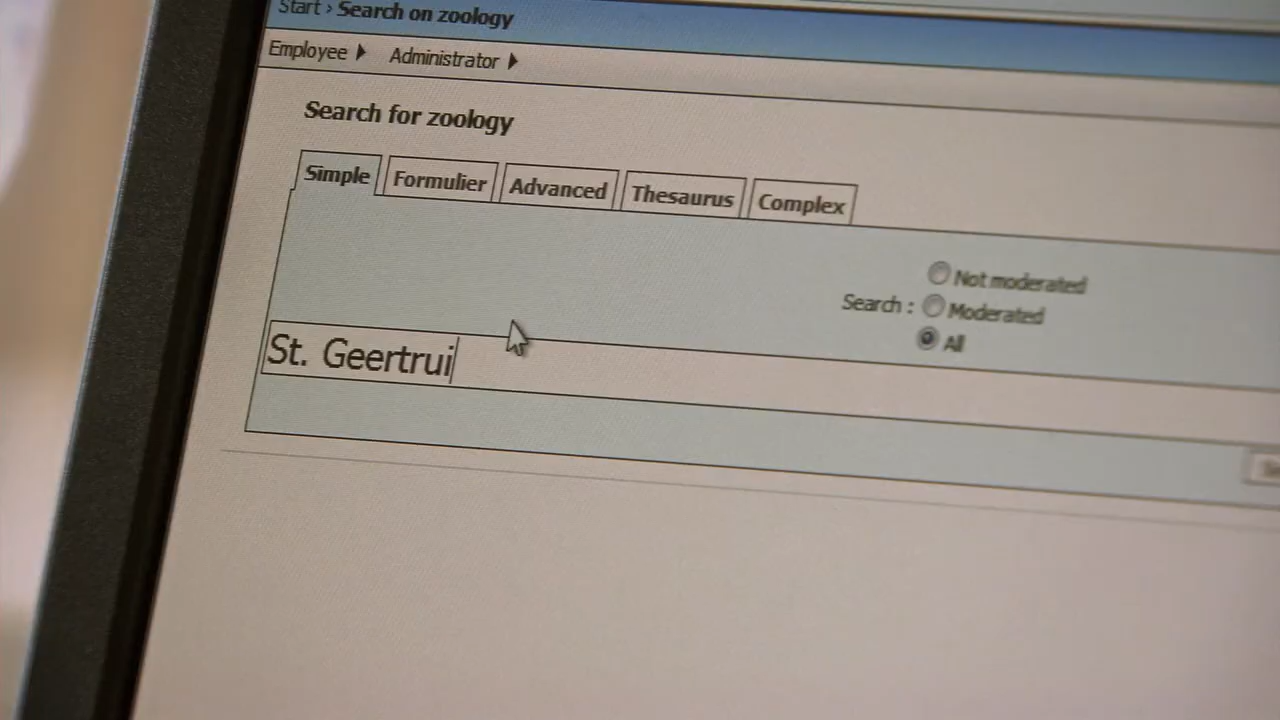 Start › Search on zoology
Employee Administrator
Search for zoology
Simple Formulier Advanced Thesaurus Complex
Not moderated
Search : Moderated
All
St. Geertrui